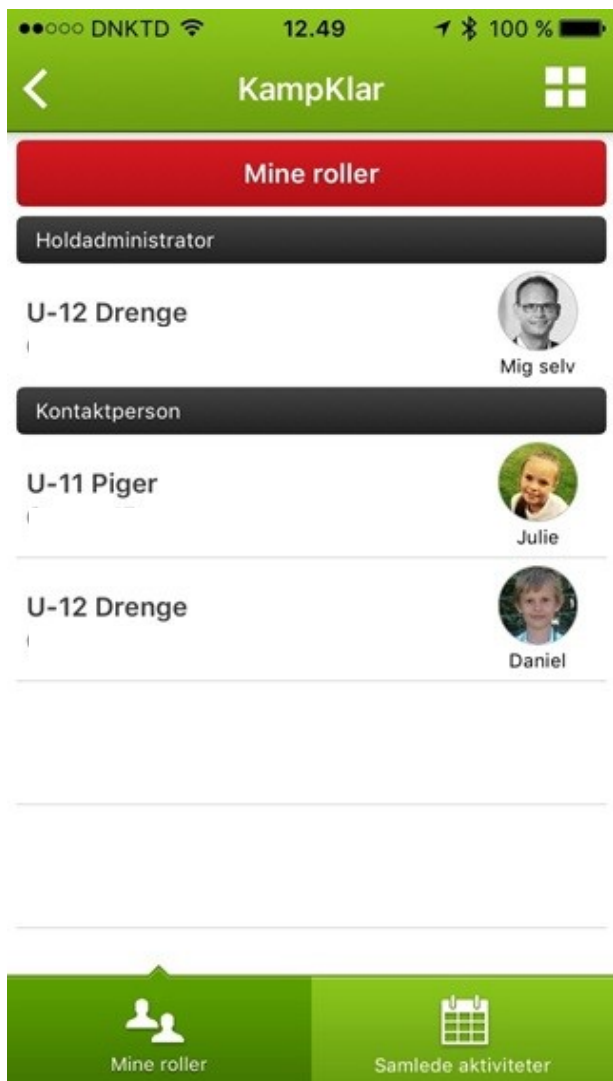 DNKTD 12.49 100 %
KampKlar
Mine roller
Holdadministrator
U-12 Drenge
Mig selv
Kontaktperson
U-11 Piger
Julie
U-12 Drenge
Daniel
Mine roller
Samlede aktiviteter